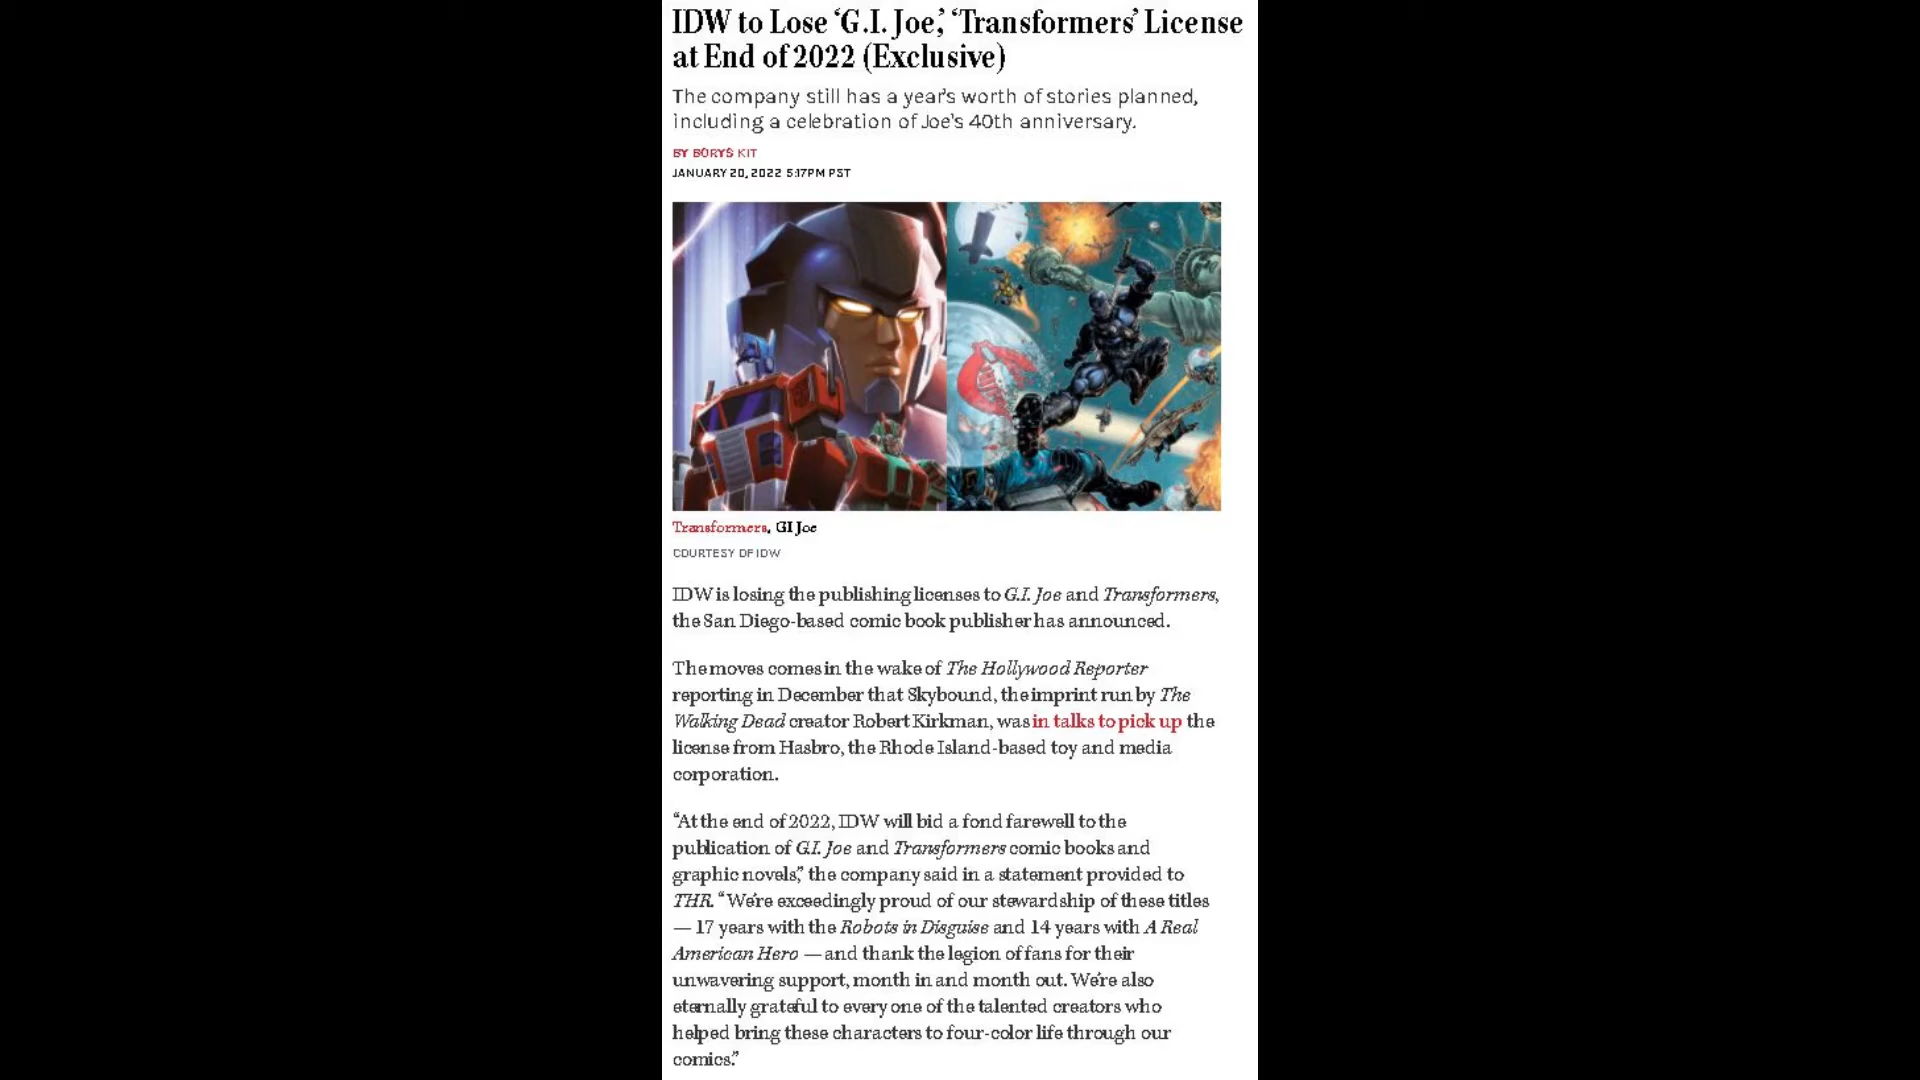 IDW to Lose ‘G.I. Joe,’ ‘Transformers’ License
at End of 2022 (Exclusive)
The company still has a year’s worth of stories planned,
including a celebration of Joe’s 40th anniversary.
BY BORYS KIT
JANUARY 20, 2022 5:17PM PST
Transformers, GI Joe
COURTESY OF IDW
IDW is losing the publishing licenses to G.I. Joe and Transformers,
the San Diego-based comic book publisher has announced.
The moves comes in the wake of The Hollywood Reporter
reporting in December that Skybound, the imprint run by The
Walking Dead creator Robert Kirkman, was in talks to pick up the
license from Hasbro, the Rhode Island-based toy and media
corporation.
“At the end of 2022, IDW will bid a fond farewell to the
publication of G.I. Joe and Transformers comic books and
graphic novels,” the company said in a statement provided to
THR. “We’re exceedingly proud of our stewardship of these titles
— 17 years with the Robots in Disguise and 14 years with A Real
American Hero — and thank the legion of fans for their
unwavering support, month in and month out. We’re also
eternally grateful to every one of the talented creators who
helped bring these characters to four-color life through our
comics.”